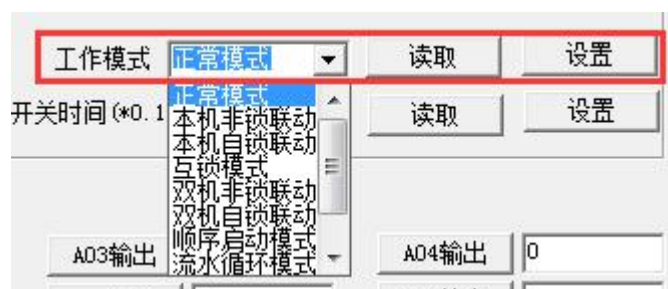 工作模式 正常模式 读取 设置
正常模式
开关时间(*0.1 读取 设置
本机非锁联动
本机自锁联动
互锁模式
双机非锁联动
双机自锁联动
顺序启动模式
A03输出 A04输出 0
流水循环模式